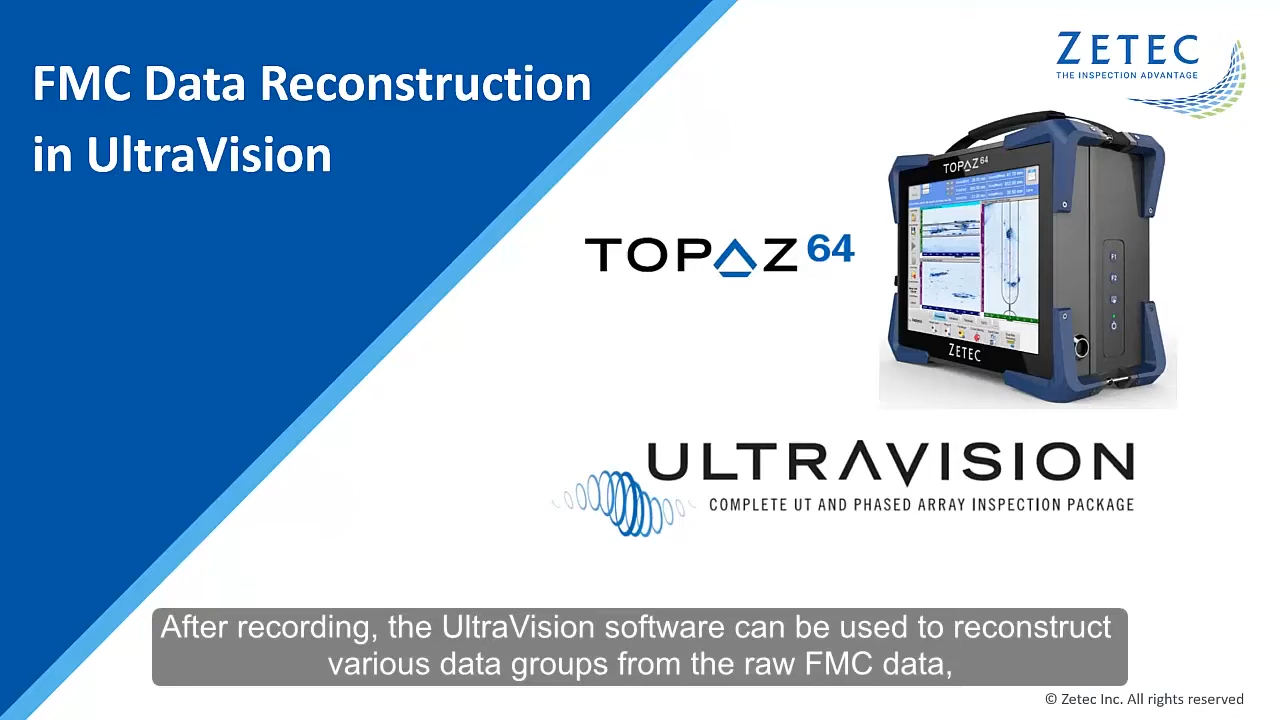 FMC Data Reconstruction
in UltraVision
ZETEC
THE INSPECTION ADVANTAGE
TOPAZ64
TOPAZ 64
F1
F2
ZETEC
ULTRAVISION
COMPLETE UT AND PHASED ARRAY INSPECTION PACKAGE
After recording, the UltraVision software can be used to reconstruct
various data groups from the raw FMC data,
© Zetec Inc. All rights reserved